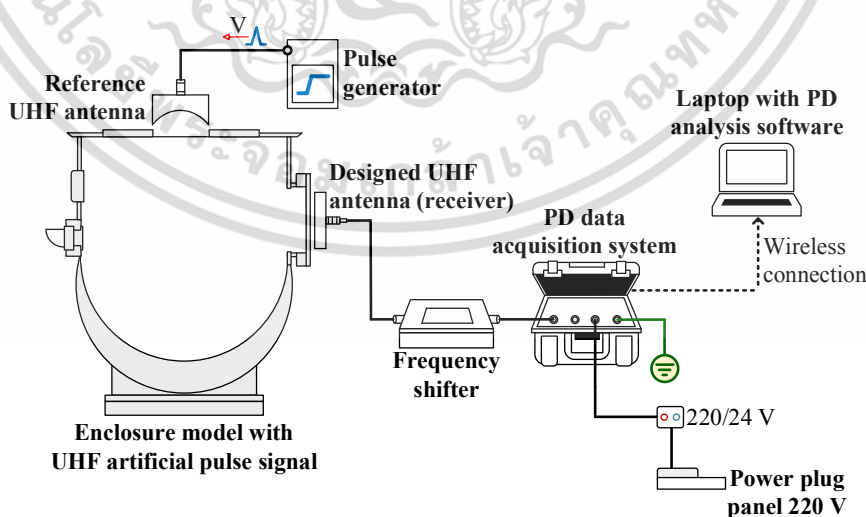 V
Pulse
generator
Reference
UHF antenna
Laptop with PD
analysis software
Designed UHF
antenna (receiver)
PD data
acquisition system
Wireless
connection
Frequency
shifter
220/24 V
Enclosure model with
UHF artificial pulse signal
Power plug
panel 220 V